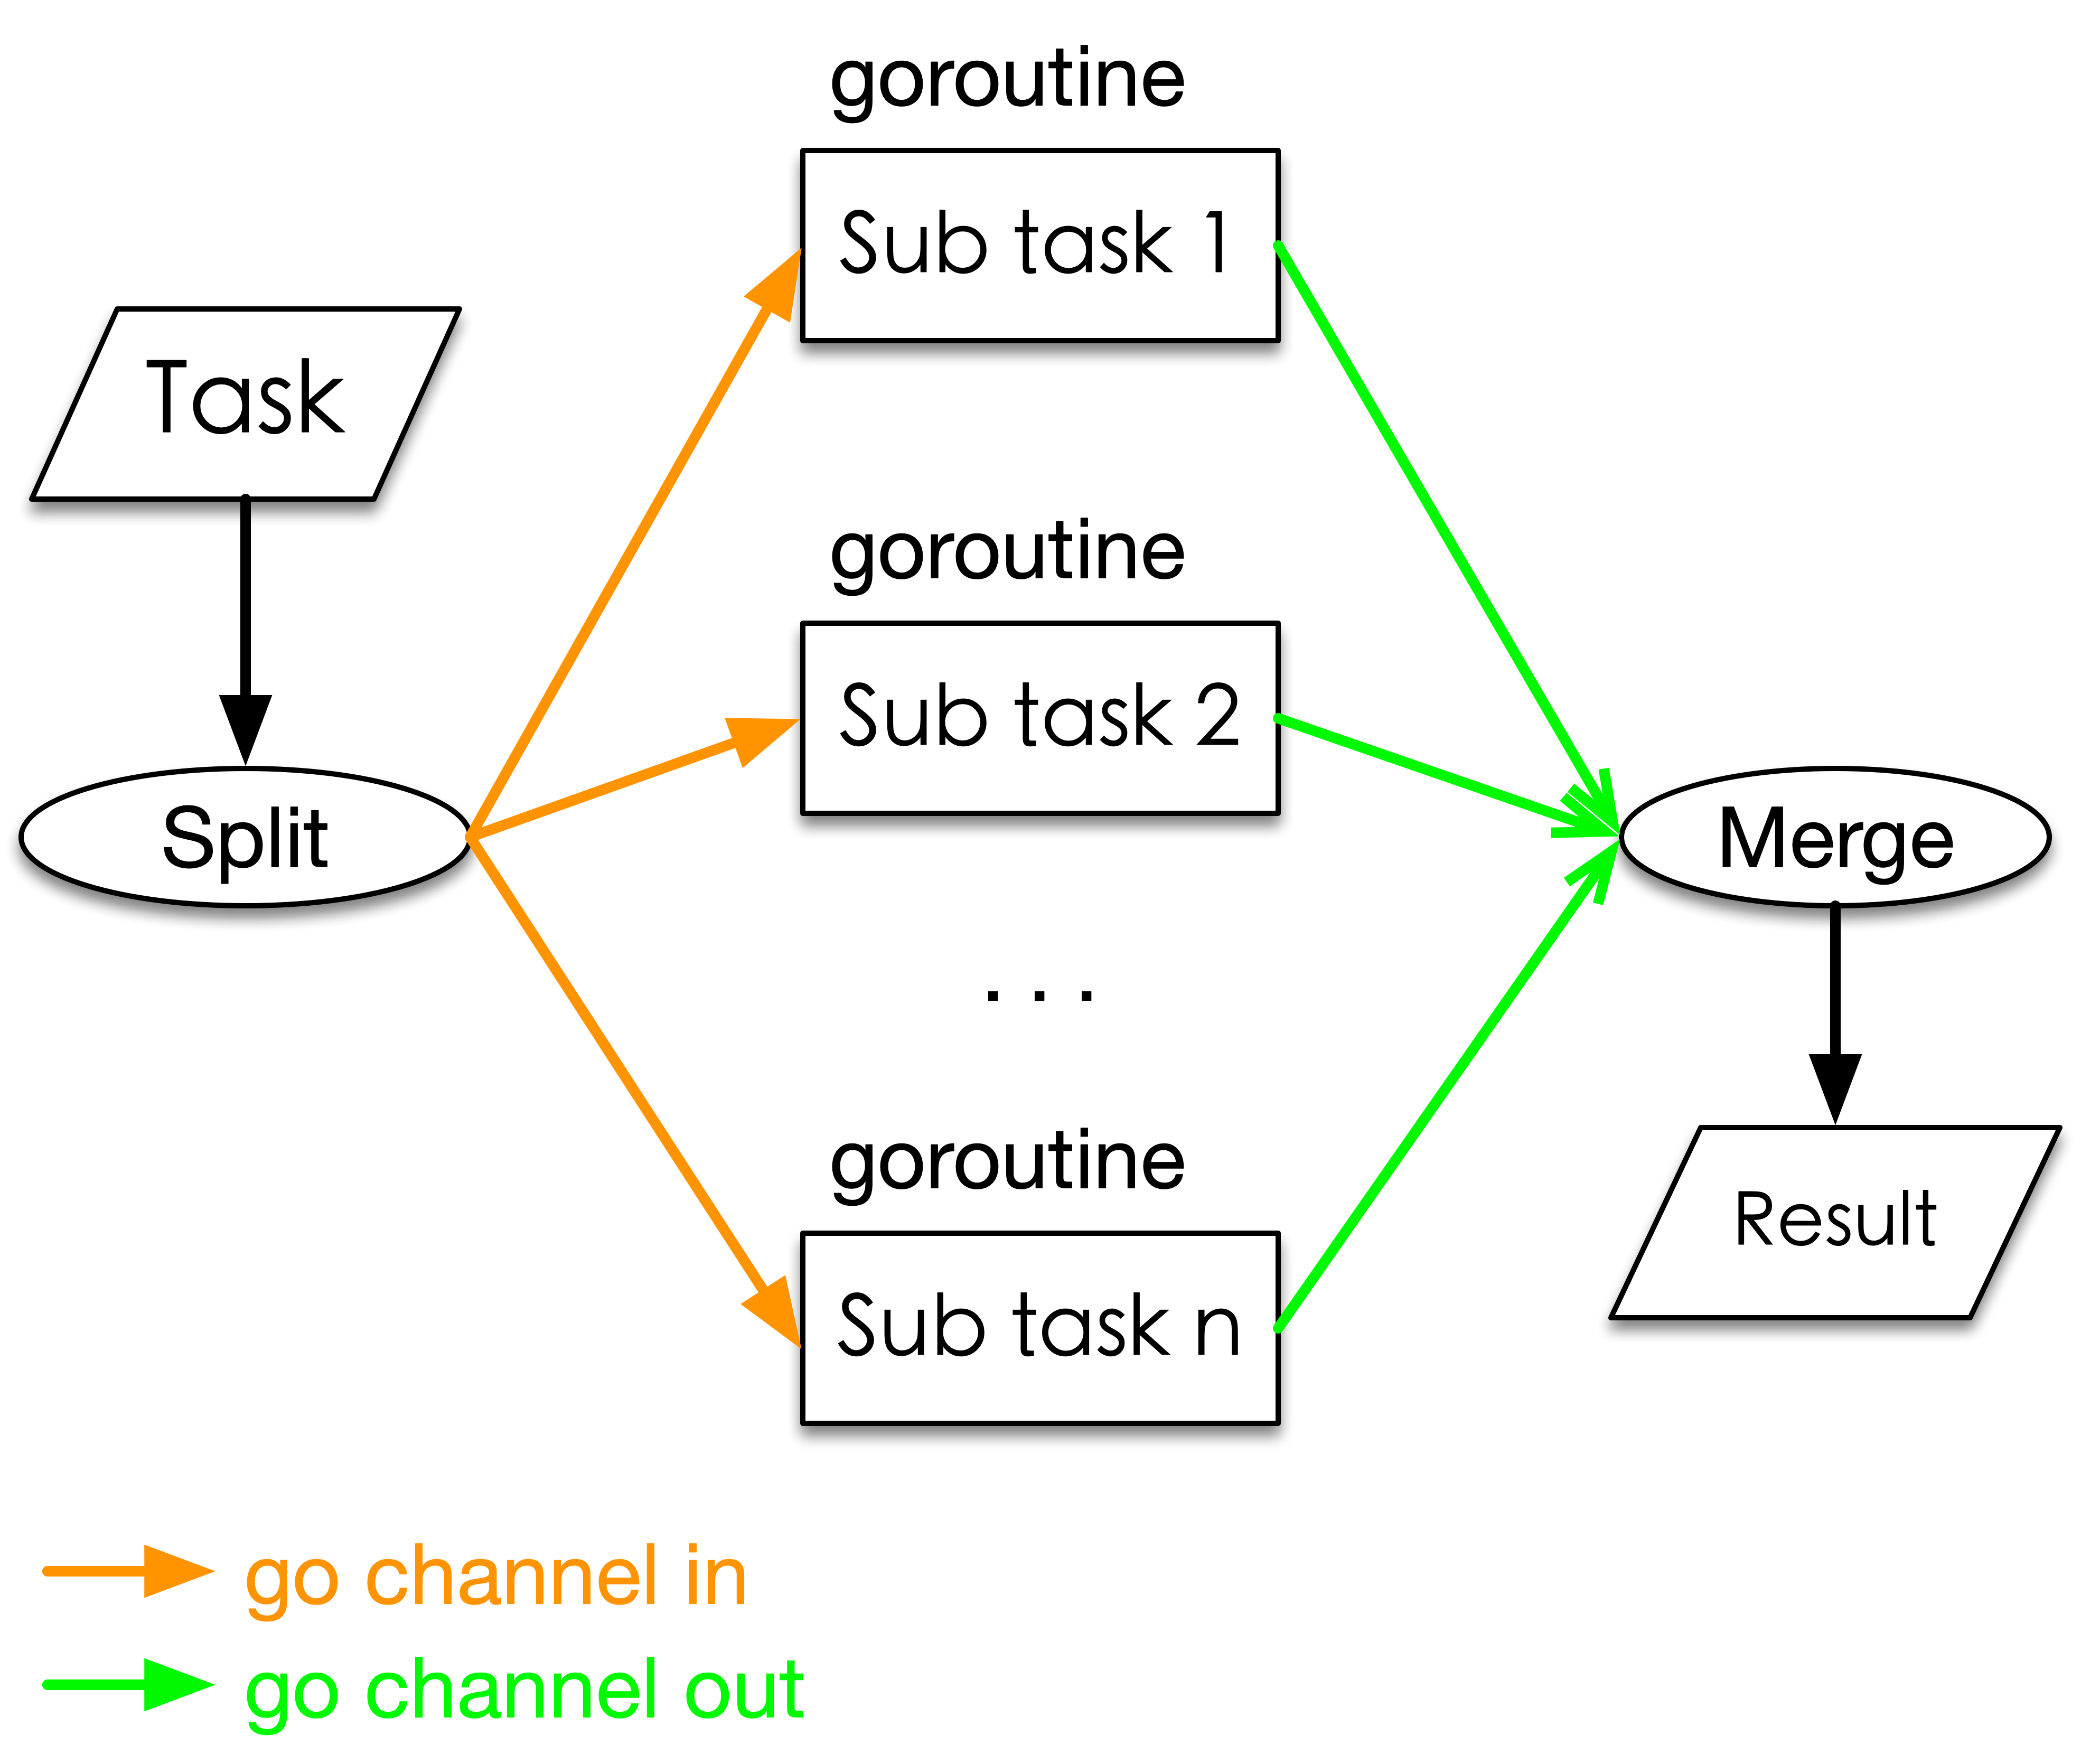 goroutine
Sub task 1
Task
goroutine
Sub task 2
Split
Merge
. . .
goroutine
Sub task n
Result
go channel in
go channel out